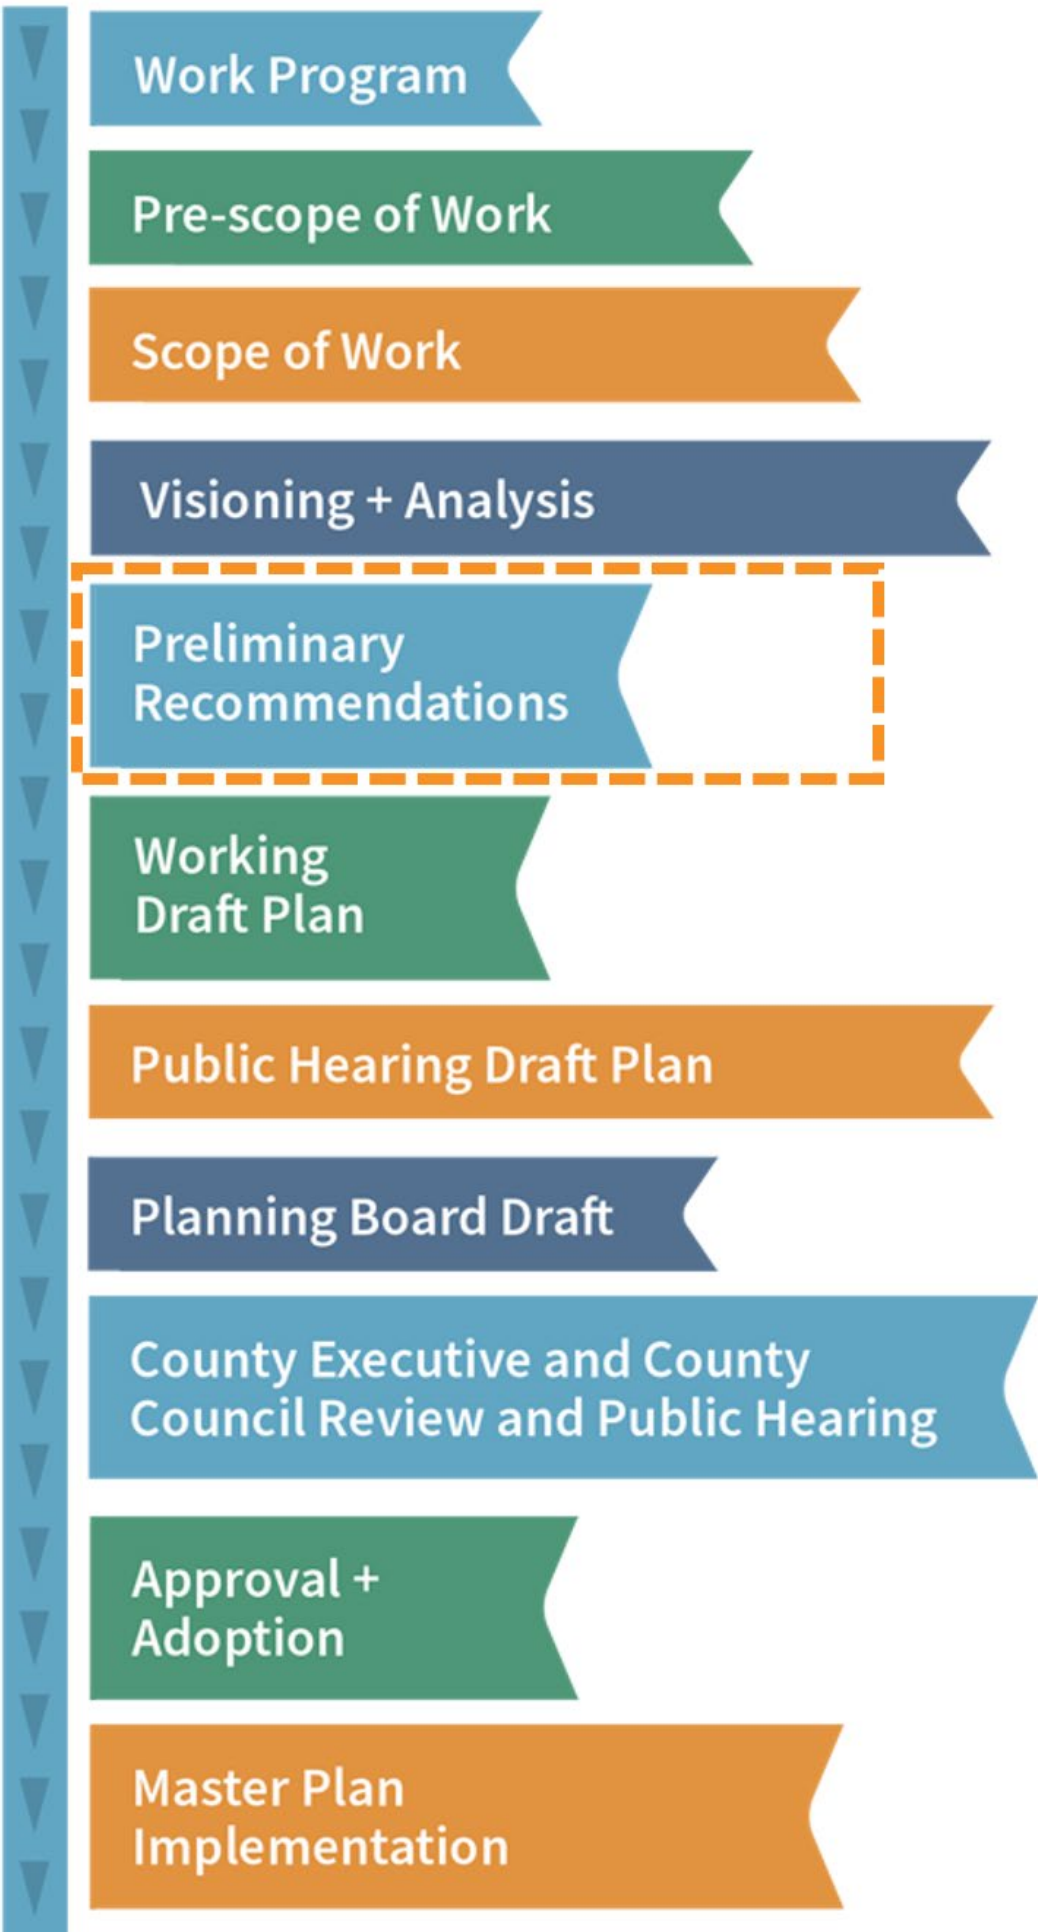 Work Program
Pre-scope of Work
Scope of Work
Visioning + Analysis
Preliminary
Recommendations
Working
Draft Plan
Public Hearing Draft Plan
Planning Board Draft
County Executive and County
Council Review and Public Hearing
Approval +
Adoption
Master Plan
Implementation